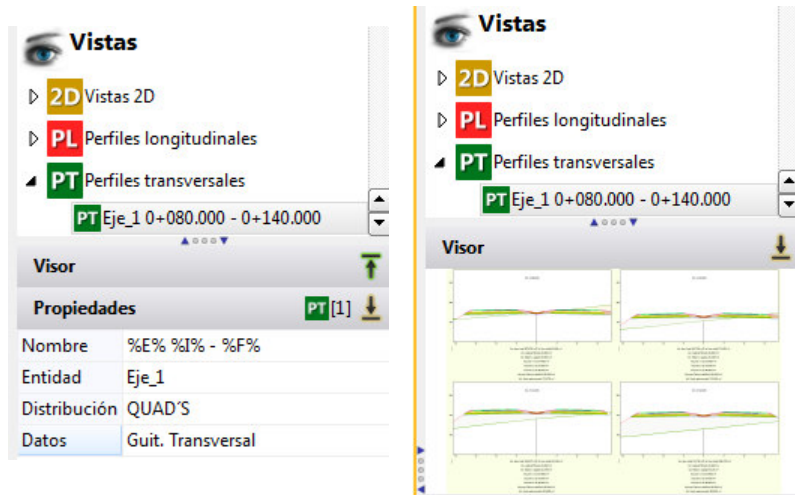 Vistas
2D Vistas 2D
PL Perfiles longitudinales
PT Perfiles transversales
PT Eje_1 0+080.000 - 0+140.000
Visor
Propiedades PT [1]
Nombre %E% %I% - %F%
Entidad Eje_1
Distribución QUAD´S
Datos Guit. Transversal
Vistas
2D Vistas 2D
PL Perfiles longitudinales
PT Perfiles transversales
PT Eje_1 0+080.000 - 0+140.000
Visor